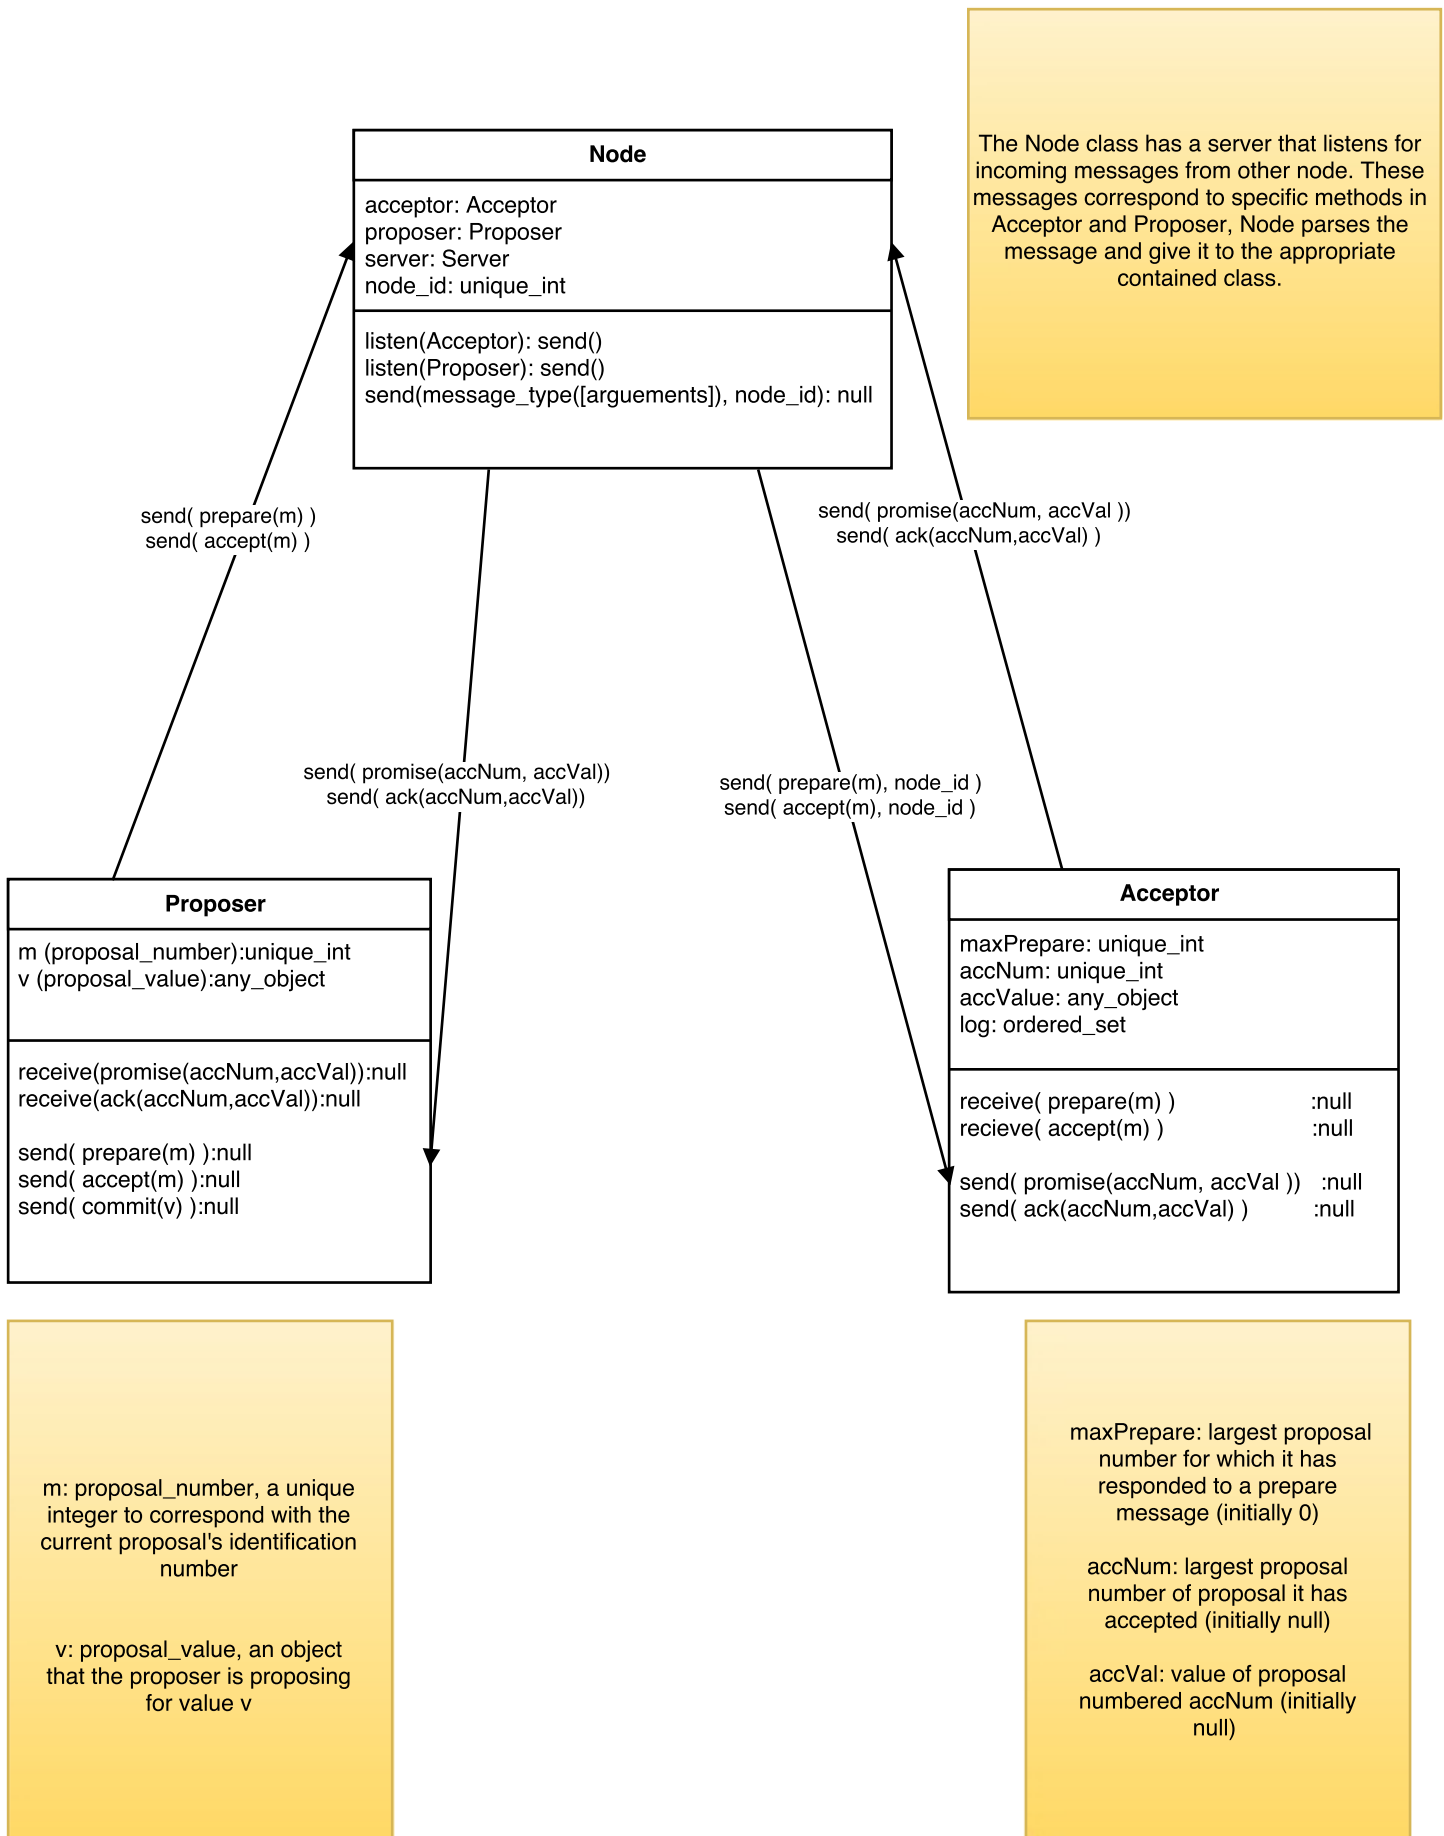 The Node class has a server that listens for
incoming messages from other node. These
messages correspond to specific methods in
Acceptor and Proposer, Node parses the
message and give it to the appropriate
contained class.
Node
acceptor: Acceptor
proposer: Proposer
server: Server
node_id: unique_int
listen(Acceptor): send()
listen(Proposer): send()
send(message_type([arguements]), node_id): null
send( prepare(m) )
send( accept(m) )
send( promise(accNum, accVal ))
send( ack(accNum,accVal) )
send( promise(accNum, accVal))
send( ack(accNum,accVal))
send( prepare(m), node_id )
send( accept(m), node_id )
Proposer
m (proposal_number):unique_int
v (proposal_value):any_object
receive(promise(accNum,accVal)):null
receive(ack(accNum,accVal)):null
send( prepare(m) ):null
send( accept(m) ):null
send( commit(v) ):null
Acceptor
maxPrepare: unique_int
accNum: unique_int
accValue: any_object
log: ordered_set
receive( prepare(m) ) :null
recieve( accept(m) ) :null
send( promise(accNum, accVal )) :null
send( ack(accNum,accVal) ) :null
m: proposal_number, a unique
integer to correspond with the
current proposal's identification
number
v: proposal_value, an object
that the proposer is proposing
for value v
maxPrepare: largest proposal
number for which it has
responded to a prepare
message (initially 0)
accNum: largest proposal
number of proposal it has
accepted (initially null)
accVal: value of proposal
numbered accNum (initially
null)